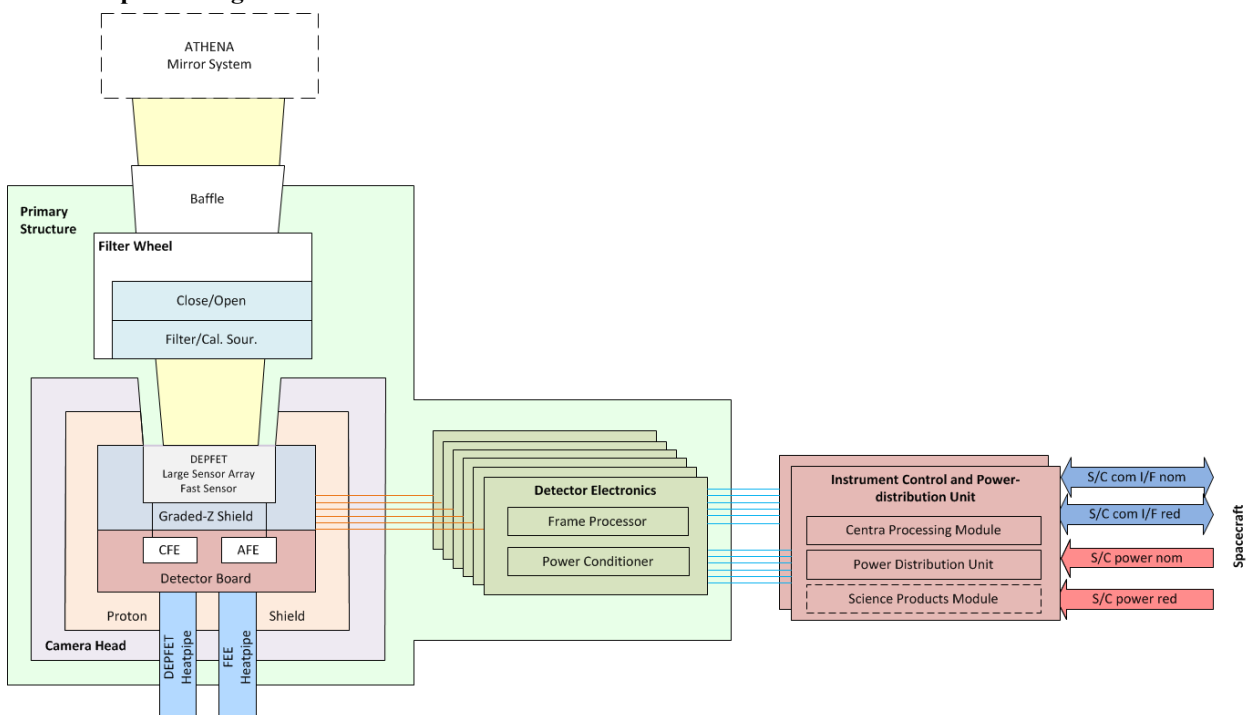 ATHENA
Mirror System
Baffle
Primary
Structure
Filter Wheel
Close/Open
Filter/Cal. Sour.
DEPFET
Large Sensor Array
Fast Sensor
Graded-Z Shield
CFE
AFE
Detector Board
Proton
Shield
Camera Head
DEPFET
Heatpipe
FEE
Heatpipe
Detector Electronics
Frame Processor
Power Conditioner
Instrument Control and Power-
distribution Unit
Centra Processing Module
Power Distribution Unit
Science Products Module
S/C com I/F nom
S/C com I/F red
S/C power nom
S/C power red
Spacecraft